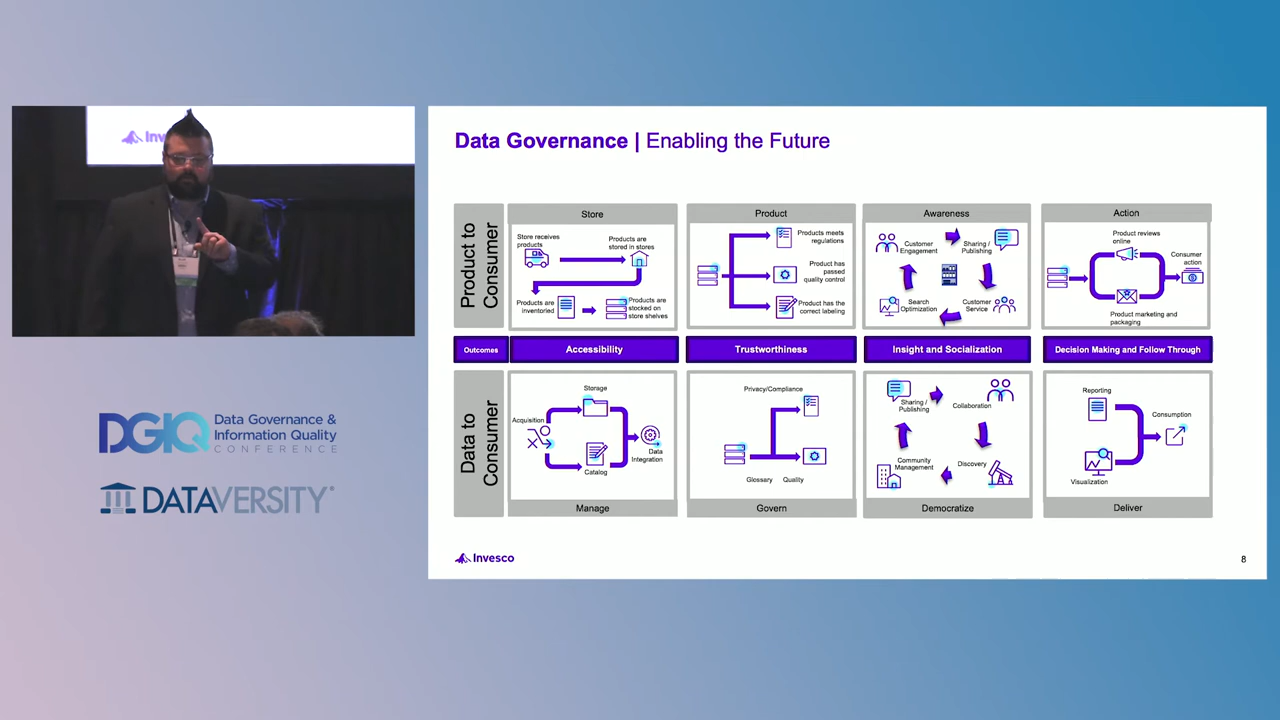 Inv
DGIQ
Data Governance &
Information Quality
CONFERENCE
DATAVERSITY
Data Governance | Enabling the Future
Product to
Consumer
Store
Store receives
products
Products are
stored in stores
Products are
inventoried
Products are
stocked on
store shelves
Product
Products meets
regulations
Product has
passed
quality control
Product has the
correct labeling
Awareness
Customer
Engagement
Sharing /
Publishing
Search
Optimization
Customer
Service
Action
Product reviews
online
Consumer
action
Product marketing and
packaging
Outcomes
Accessibility
Trustworthiness
Insight and Socialization
Decision Making and Follow Through
Data to
Consumer
Storage
Acquisition
Data
Integration
Catalog
Manage
Privacy/Compliance
Glossary
Quality
Govern
Sharing /
Publishing
Collaboration
Community
Management
Discovery
Democratize
Reporting
Consumption
Visualization
Deliver
Invesco
8